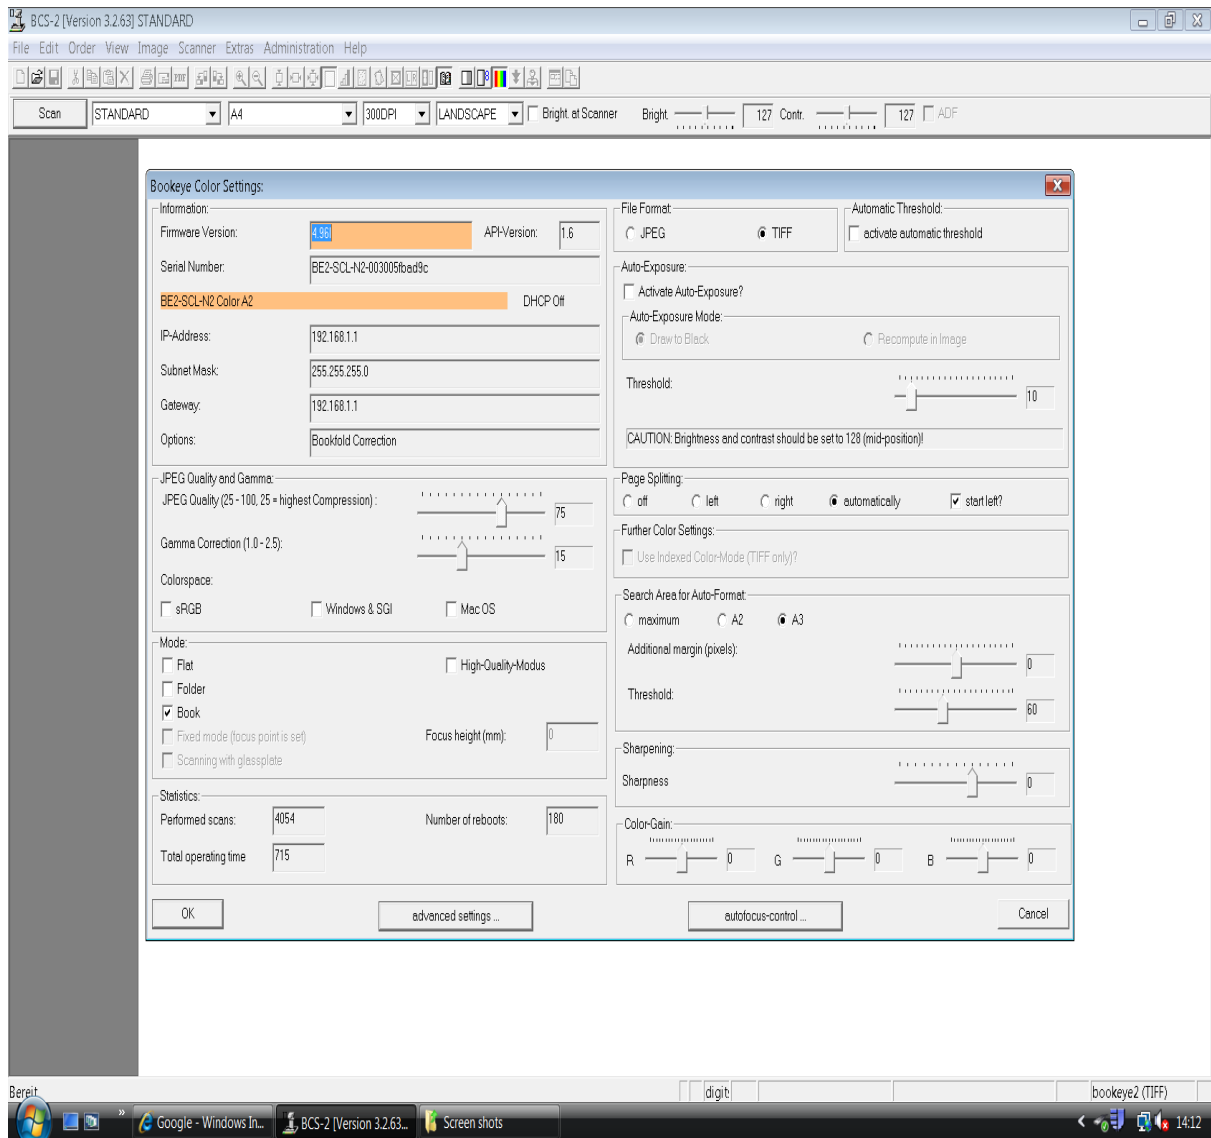 BCS-2 [Version 3.2.63] STANDARD
File Edit Order View Image Scanner Extras Administration Help
PDF LR
Scan STANDARD A4 300DPI LANDSCAPE Bright. at Scanner Bright. 127 Contr. 127 ADF
Bookeye Color Settings:
Information:
Firmware Version: 4.96l API-Version: 1.6
Serial Number: BE2-SCL-N2-003005fbad9c
BE2-SCL-N2 Color A2 DHCP Off
IP-Address: 192.168.1.1
Subnet Mask: 255.255.255.0
Gateway: 192.168.1.1
Options: Bookfold Correction
JPEG Quality and Gamma:
JPEG Quality (25 - 100, 25 = highest Compression) : 75
Gamma Correction (1.0 - 2.5): 15
Colorspace:
sRGB Windows & SGI Mac OS
Mode:
Flat High-Quality-Modus
Folder
Book
Fixed mode (focus point is set) Focus height (mm): 0
Scanning with glassplate
Statistics:
Performed scans: 4054 Number of reboots: 180
Total operating time 715
File Format:
JPEG TIFF
Automatic Threshold:
activate automatic threshold
Auto-Exposure:
Activate Auto-Exposure?
Auto-Exposure Mode:
Draw to Black Recompute in Image
Threshold: 10
CAUTION: Brightness and contrast should be set to 128 (mid-position)!
Page Splitting:
off left right automatically start left?
Further Color Settings:
Use Indexed Color-Mode (TIFF only)?
Search Area for Auto-Format:
maximum A2 A3
Additional margin (pixels): 0
Threshold: 60
Sharpening:
Sharpness 0
Color-Gain:
R 0 G 0 B 0
OK advanced settings ... autofocus-control ... Cancel
Bereit digit bookeye2 (TIFF)
Google - Windows In... BCS-2 [Version 3.2.63... Screen shots 14:12